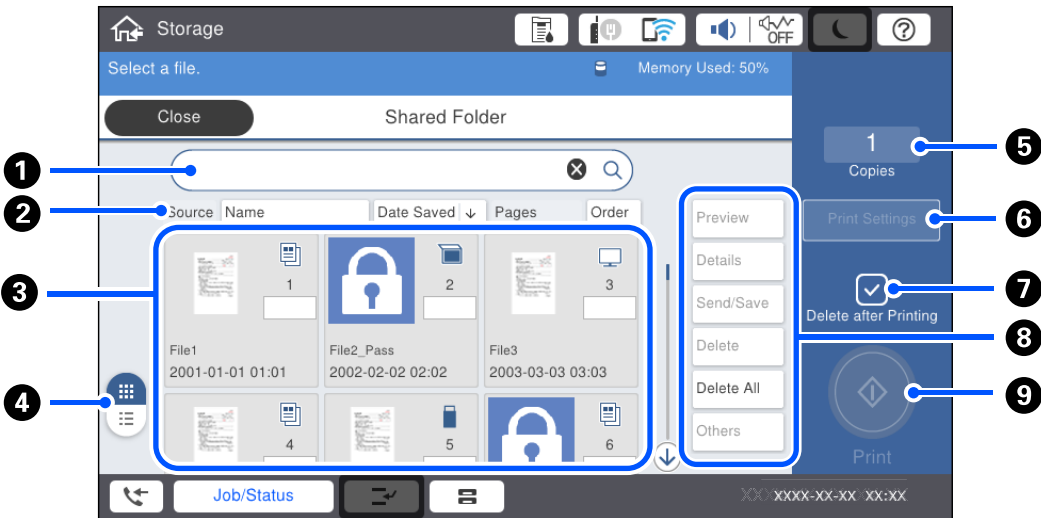 Storage
OFF
Select a file.
Memory Used: 50%
Close
Shared Folder
1
Copies
1
5
2
Source Name Date Saved Pages Order
Preview
Print Settings
6
Details
1
2
3
3
Send/Save
7
Delete after Printing
File1
File2_Pass
File3
Delete
8
2001-01-01 01:01
2002-02-02 02:02
2003-03-03 03:03
Delete All
4
9
4
5
6
Others
Print
Job/Status
XXXXXX-XX-XX XX:XX